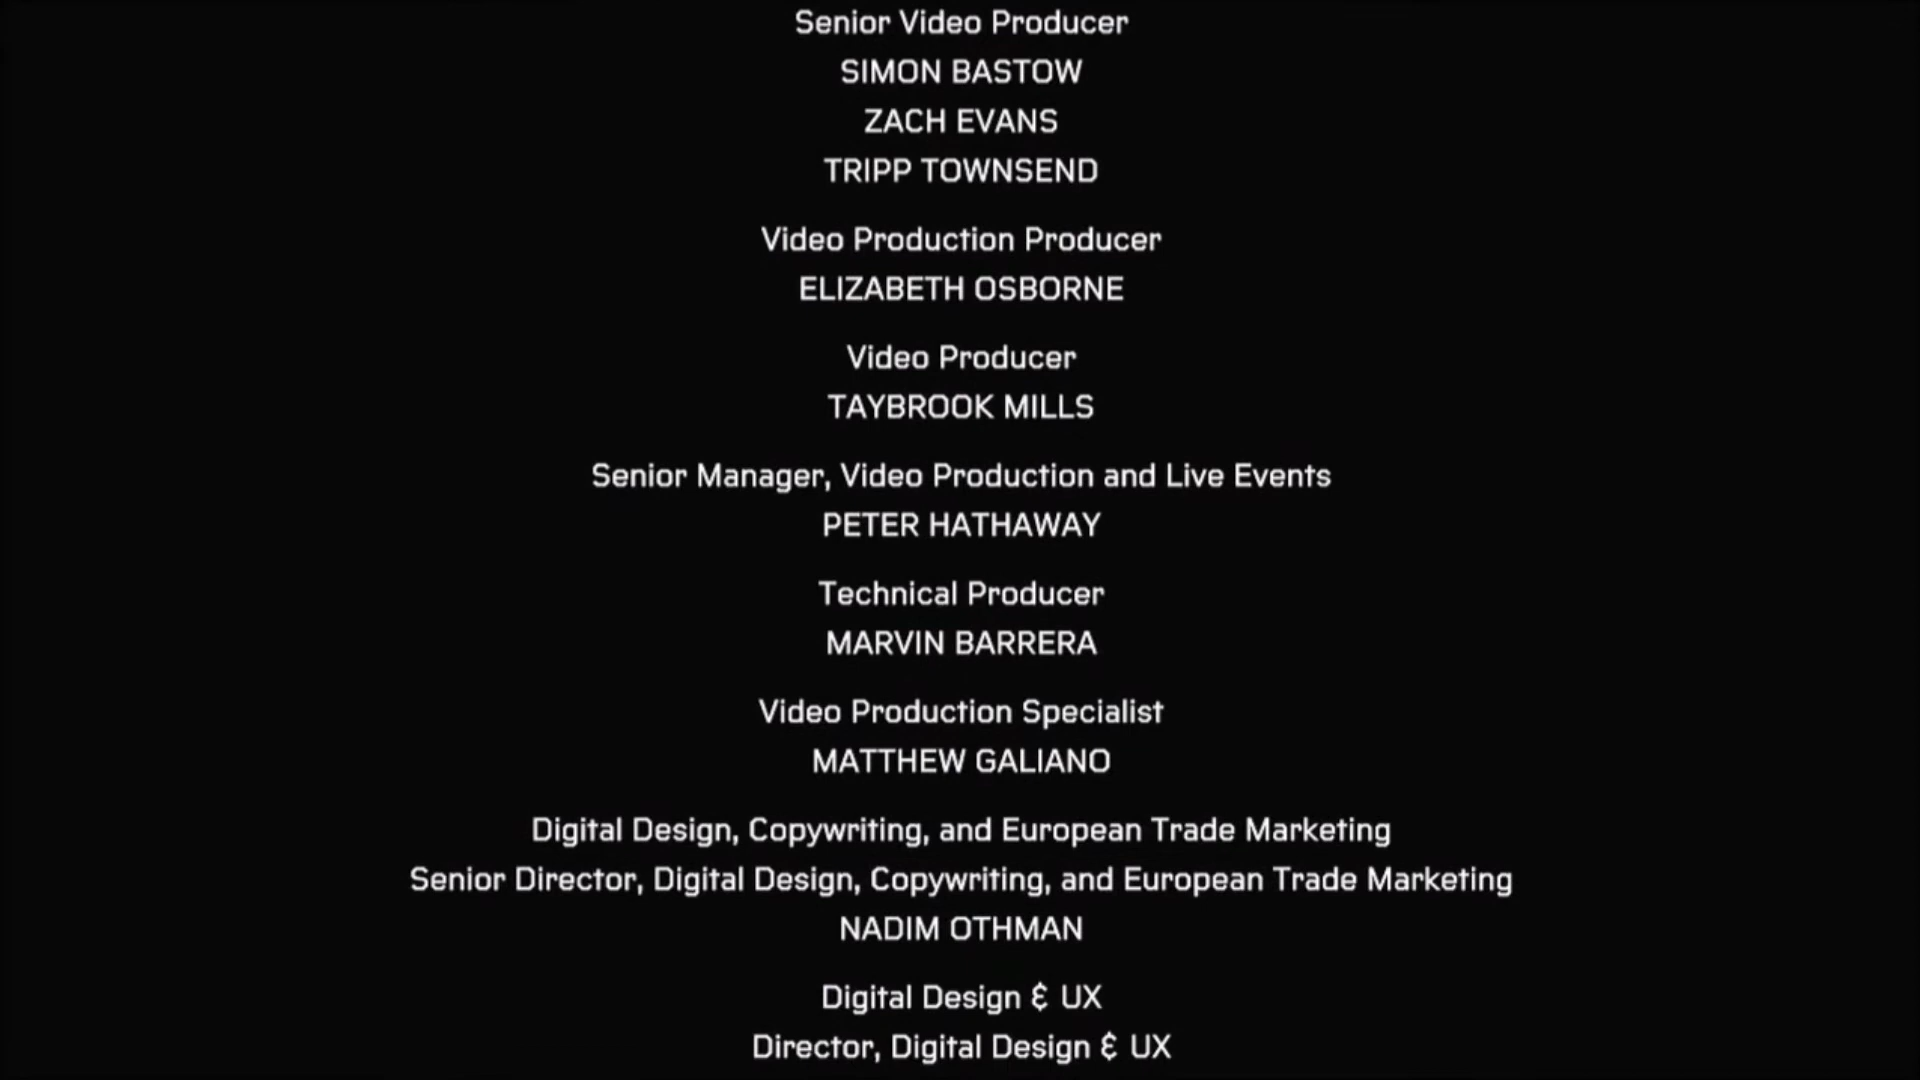 Senior Video Producer
SIMON BASTOW
ZACH EVANS
TRIPP TOWNSEND
Video Production Producer
ELIZABETH OSBORNE
Video Producer
TAYBROOK MILLS
Senior Manager, Video Production and Live Events
PETER HATHAWAY
Technical Producer
MARVIN BARRERA
Video Production Specialist
MATTHEW GALIANO
Digital Design, Copywriting, and European Trade Marketing
Senior Director, Digital Design, Copywriting, and European Trade Marketing
NADIM OTHMAN
Digital Design & UX
Director, Digital Design & UX